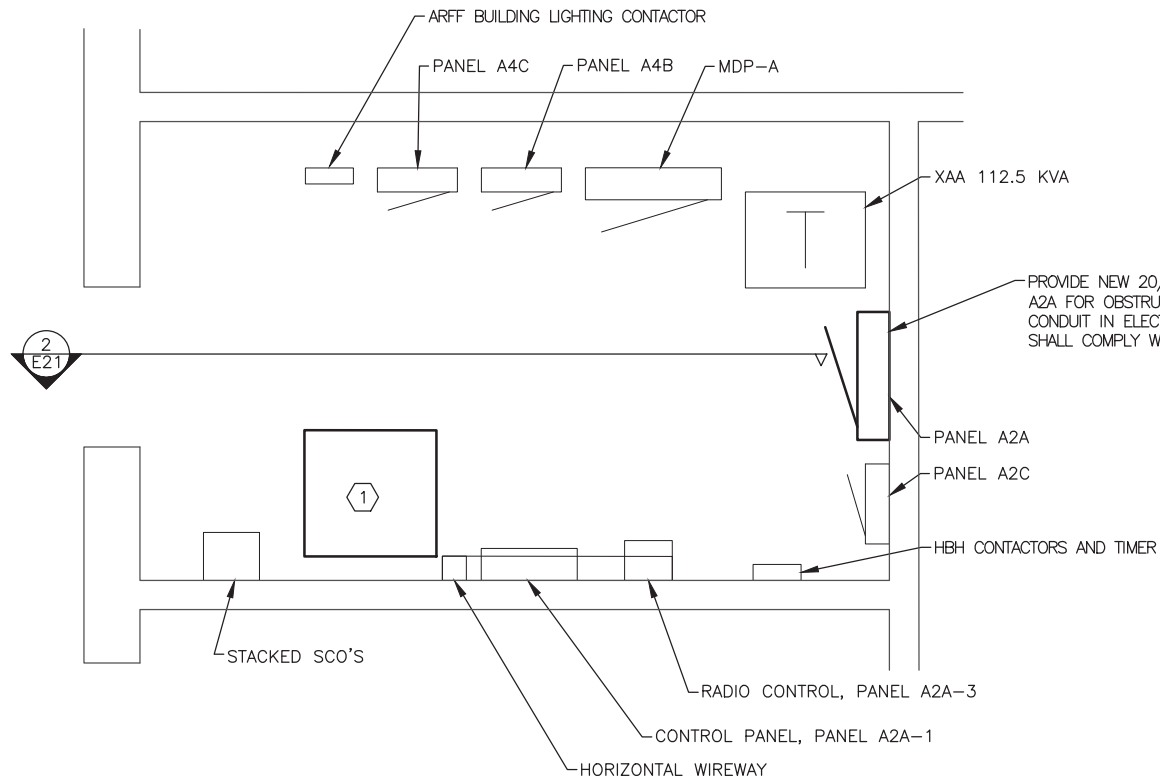 ARFF BUILDING LIGHTING CONTACTOR
PANEL A4C
PANEL A4B
MDP-A
XAA 112.5 KVA
T
PROVIDE NEW 20/
A2A FOR OBSTRU
CONDUIT IN ELECT
SHALL COMPLY W
2
E21
PANEL A2A
PANEL A2C
1
HBH CONTACTORS AND TIMER
STACKED SCO'S
RADIO CONTROL, PANEL A2A-3
CONTROL PANEL, PANEL A2A-1
HORIZONTAL WIREWAY